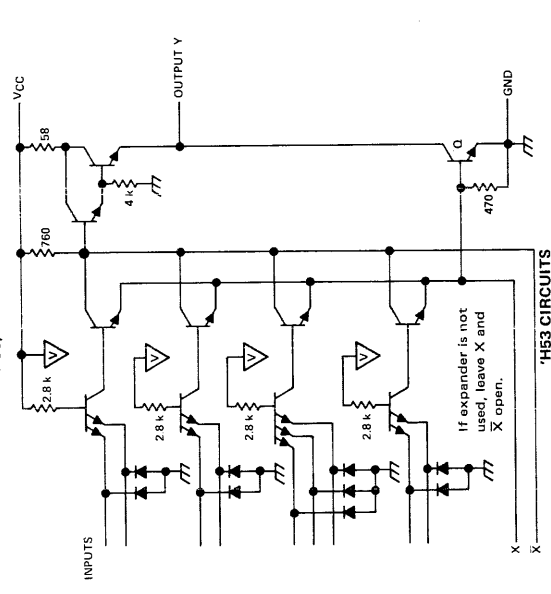 VCC
OUTPUT Y
GND
58
760
4 k
Q
470
V
2.8 k
V
2.8 k
V
2.8 k
V
2.8 k
If expander is not
used, leave X and
X̅ open.
INPUTS
X
X̅
'H53 CIRCUITS